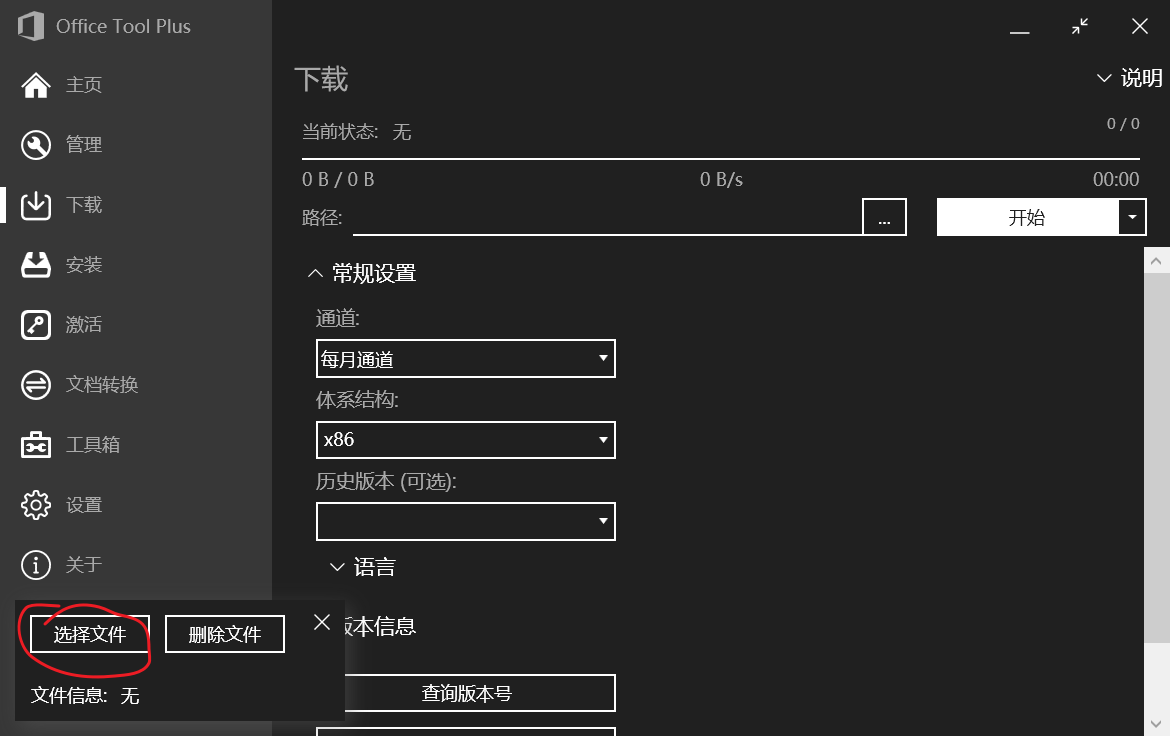 Office Tool Plus
主页
管理
下载
安装
激活
文档转换
工具箱
设置
关于
选择文件 删除文件
文件信息: 无
下载
说明
当前状态: 无
0 / 0
0 B / 0 B 0 B/s 00:00
路径: ... 开始
常规设置
通道:
每月通道
体系结构:
x86
历史版本 (可选):
语言
版本信息
查询版本号